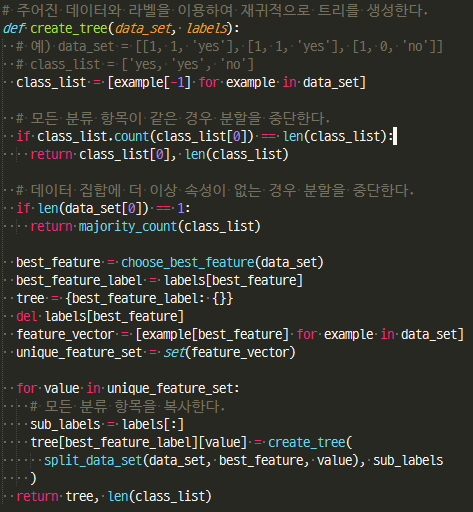 # 주어진 데이터와 라벨을 이용하여 재귀적으로 트리를 생성한다.
def create_tree(data_set, labels):
# 예) data_set = [[1, 1, 'yes'], [1, 1, 'yes'], [1, 0, 'no']]
# class_list = ['yes, 'yes', 'no']
class_list = [example[-1] for example in data_set]
# 모든 분류 항목이 같은 경우 분할을 중단한다.
if class_list.count(class_list[0]) == len(class_list):
return class_list[0], len(class_list)
# 데이터 집합에 더 이상 속성이 없는 경우 분할을 중단한다.
if len(data_set[0]) == 1:
return majority_count(class_list)
best_feature = choose_best_feature(data_set)
best_feature_label = labels[best_feature]
tree = {best_feature_label: {}}
del labels[best_feature]
feature_vector = [example[best_feature] for example in data_set]
unique_feature_set = set(feature_vector)
for value in unique_feature_set:
# 모든 분류 항목을 복사한다.
sub_labels = labels[:]
tree[best_feature_label][value] = create_tree(
split_data_set(data_set, best_feature, value), sub_labels
)
return tree, len(class_list)